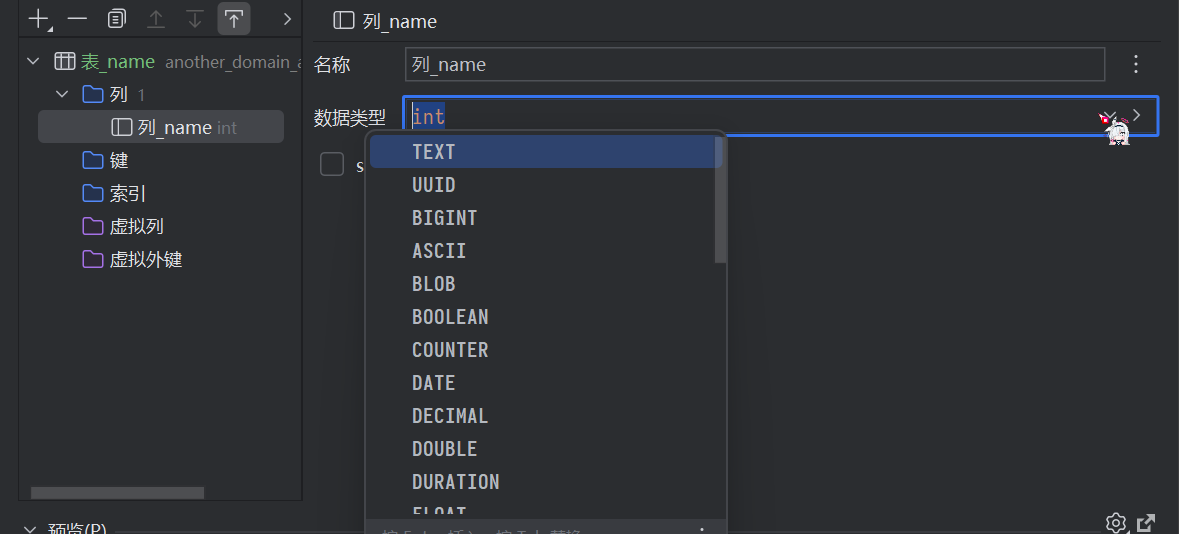 列_name
表_name another_domain_a
名称
列_name
列 1
数据类型
int
列_name int
s
TEXT
键
UUID
索引
BIGINT
虚拟列
ASCII
虚拟外键
BLOB
BOOLEAN
COUNTER
DATE
DECIMAL
DOUBLE
DURATION
FLOAT
预览(P)